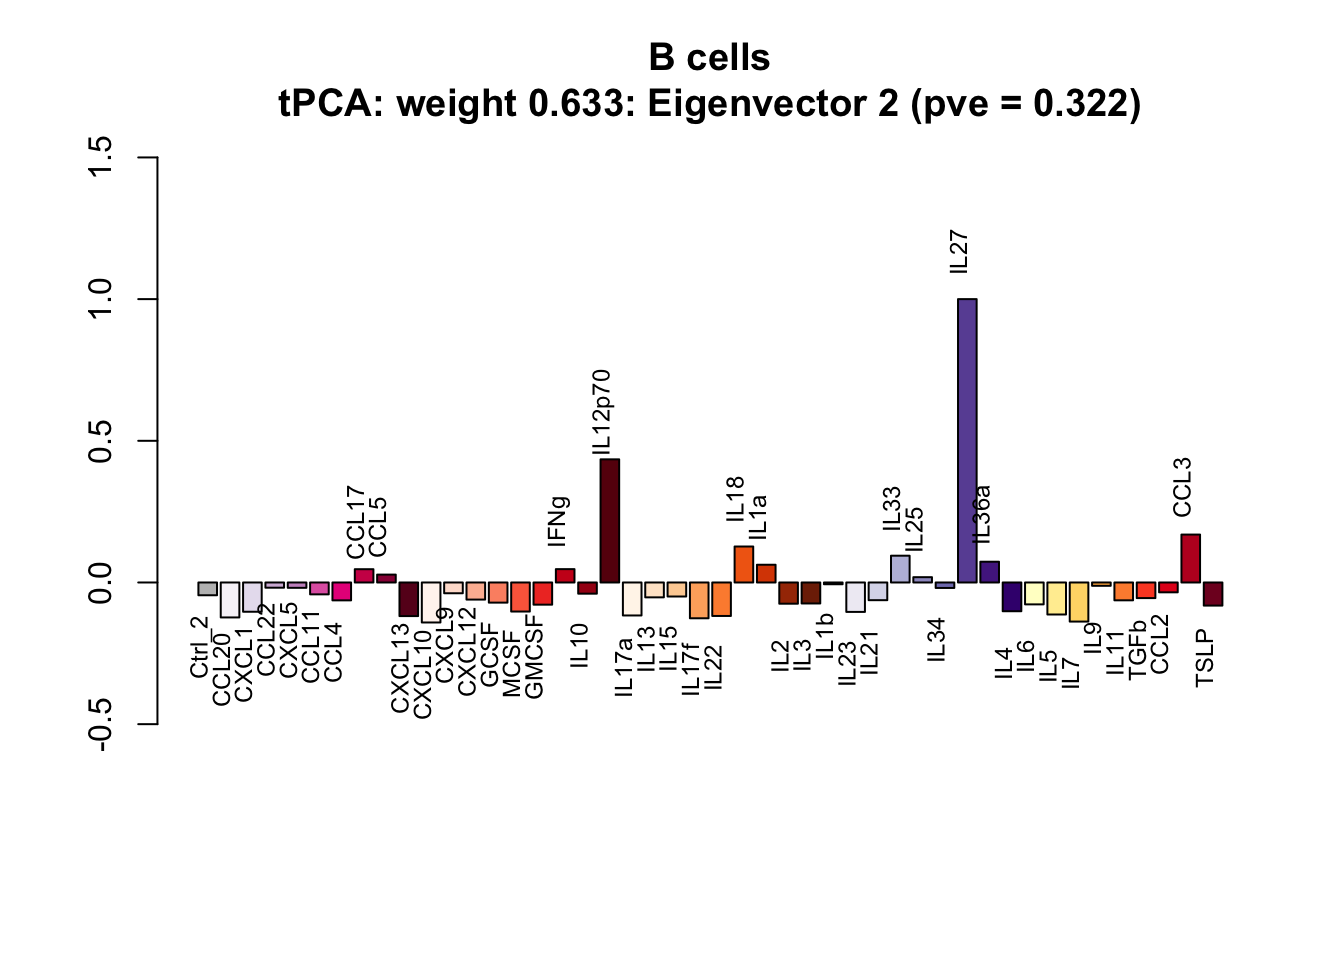 B cells
tPCA: weight 0.633: Eigenvector 2 (pve = 0.322)
1.5
1.0
0.5
0.0
-0.5
Ctrl_2
CCL20
CXCL1
CCL22
CXCL5
CCL11
CCL4
CCL17
CCL5
CXCL13
CXCL10
CXCL9
CXCL12
GCSF
MCSF
GMCSF
IFNg
IL10
IL12p70
IL17a
IL13
IL15
IL17f
IL22
IL18
IL1a
IL2
IL3
IL1b
IL23
IL21
IL33
IL25
IL34
IL27
IL36a
IL4
IL6
IL5
IL7
IL9
IL11
TGFb
CCL2
CCL3
TSLP